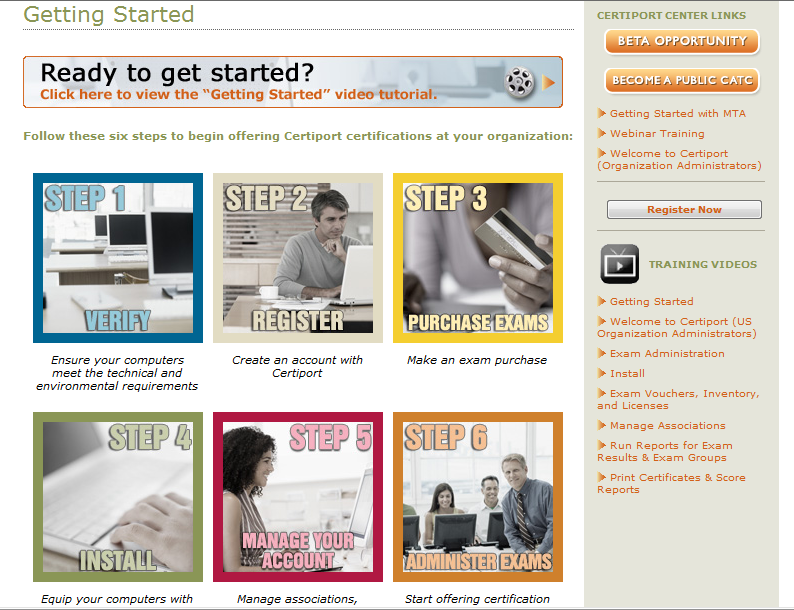 Getting Started
Ready to get started?
Click here to view the “Getting Started” video tutorial.
Follow these six steps to begin offering Certiport certifications at your organization:
STEP 1
VERIFY
Ensure your computers
meet the technical and
environmental requirements
STEP 2
REGISTER
Create an account with
Certiport
STEP 3
PURCHASE EXAMS
Make an exam purchase
STEP 4
INSTALL
Equip your computers with
STEP 5
MANAGE YOUR
ACCOUNT
Manage associations,
STEP 6
ADMINISTER EXAMS
Start offering certification
CERTIPORT CENTER LINKS
BETA OPPORTUNITY
BECOME A PUBLIC CATC
Getting Started with MTA
Webinar Training
Welcome to Certiport
(Organization Administrators)
Register Now
TRAINING VIDEOS
Getting Started
Welcome to Certiport (US
Organization Administrators)
Exam Administration
Install
Exam Vouchers, Inventory,
and Licenses
Manage Associations
Run Reports for Exam
Results & Exam Groups
Print Certificates & Score
Reports